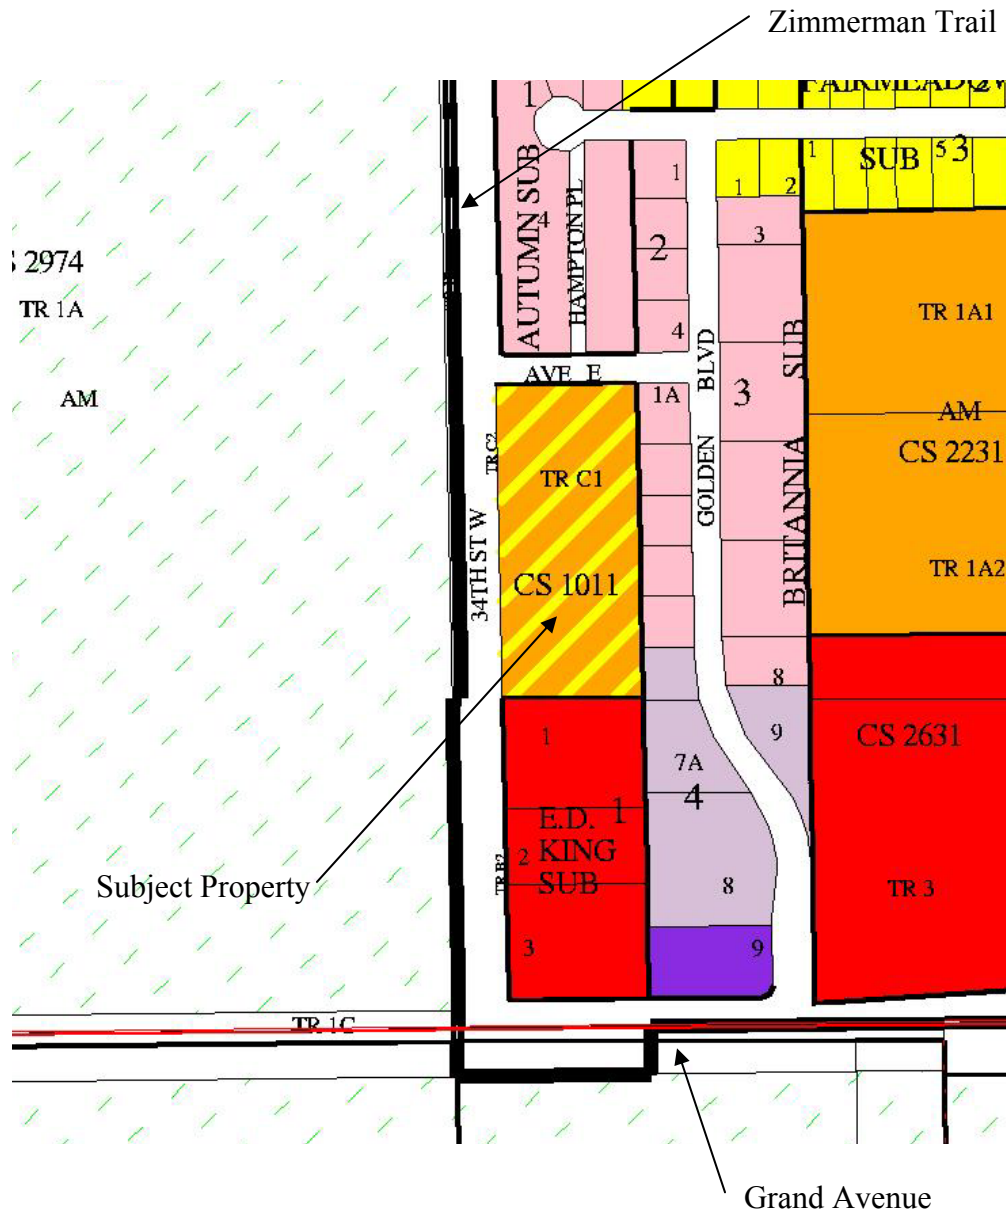 Zimmerman Trail
1
FAIRMEADOW
2
AUTUMN SUB
4
HAMPTON PL
1
1
2
1
SUB
5
3
S 2974
TR 1A
2
3
TR 1A1
4
GOLDEN BLVD
BRITANNIA SUB
AM
AVE E
1A
3
AM
CS 2231
TR C2
TR C1
34TH ST W
CS 1011
TR 1A2
8
1
9
CS 2631
7A
4
E.D.
KING
SUB
1
2
TR B2
Subject Property
8
TR 3
3
9
TR 1C
Grand Avenue